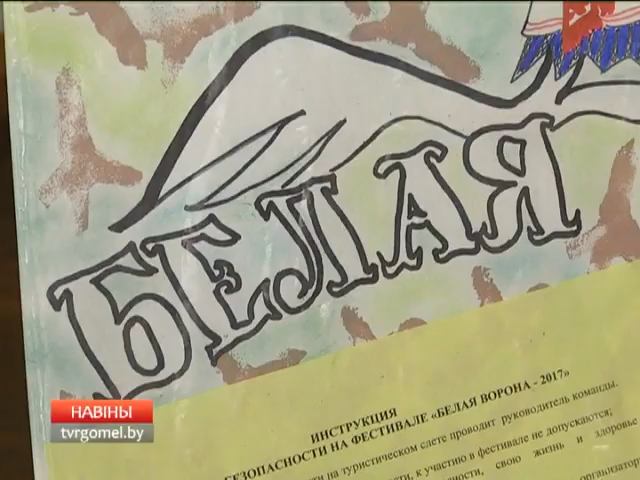 БЕЛАЯ
ИНСТРУКЦИЯ
БЕЗОПАСНОСТИ НА ФЕСТИВАЛЕ «БЕЛАЯ ВОРОНА - 2017»
на туристическом слете проводит руководитель команды.
к участию в фестивале не допускаются;
свою жизнь и здоровье
НАВІНЫ
tvrgomel.by